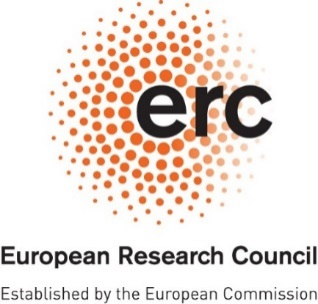 erc
European Research Council
Established by the European Commission